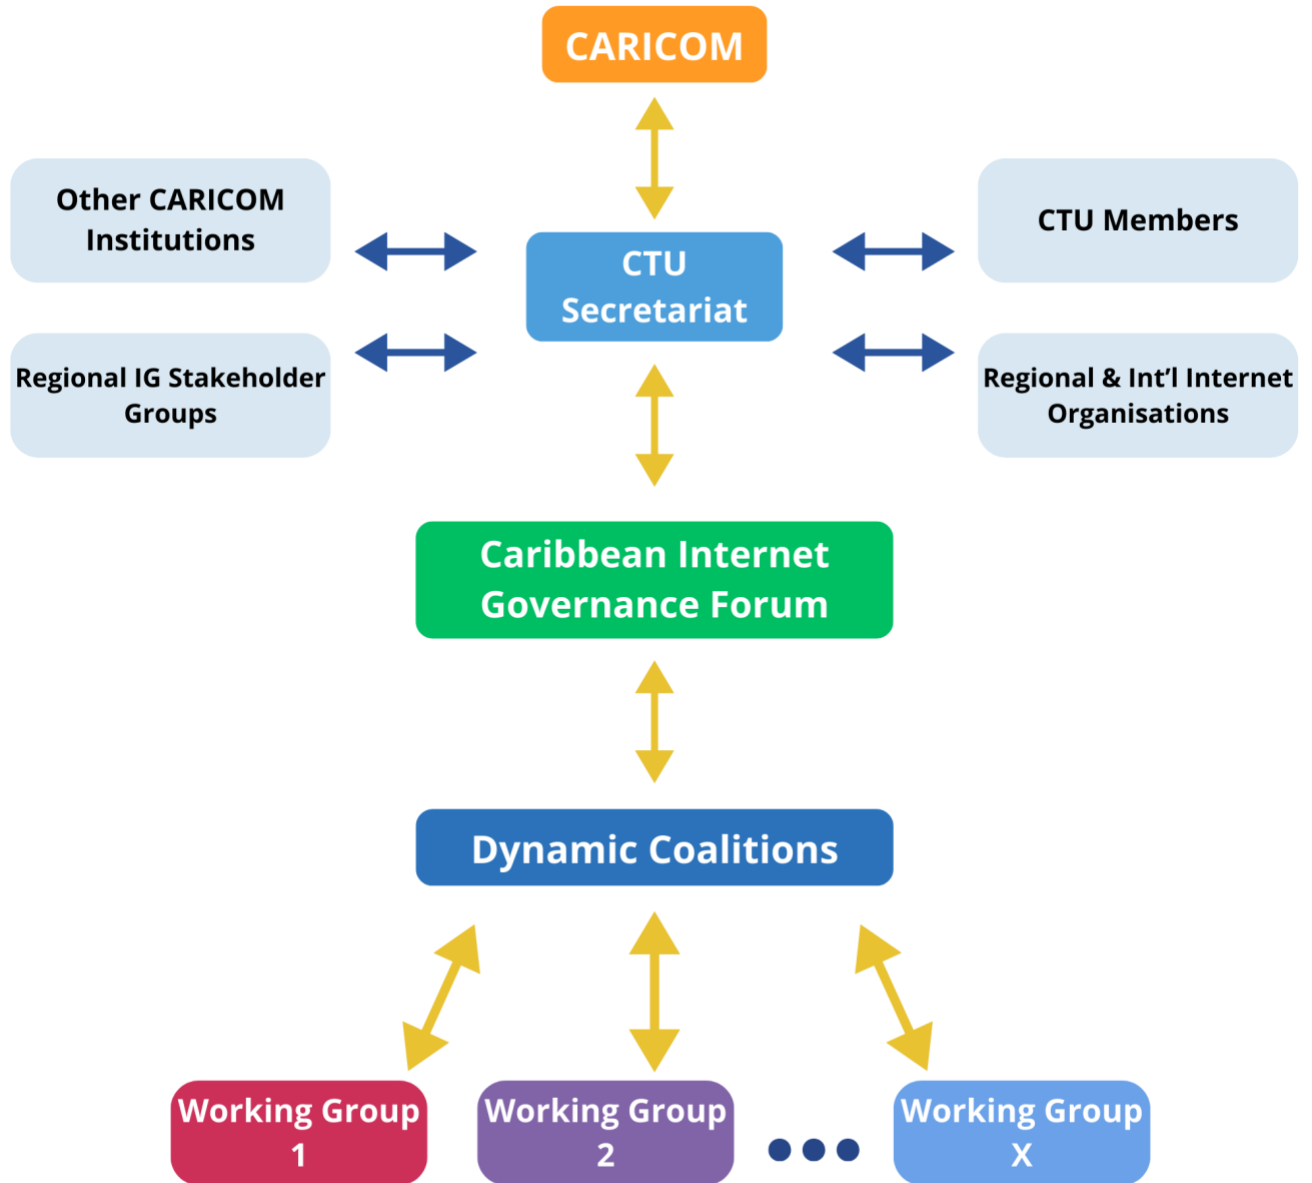 CARICOM
Other CARICOM
Institutions
CTU
Secretariat
CTU Members
Regional IG Stakeholder
Groups
Regional & Int’l Internet
Organisations
Caribbean Internet
Governance Forum
Dynamic Coalitions
Working Group
1
Working Group
2
Working Group
X